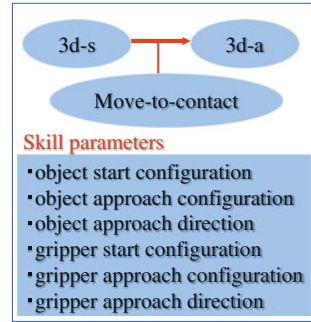 3d-s 3d-a
Move-to-contact
Skill parameters
・object start configuration
・object approach configuration
・object approach direction
・gripper start configuration
・gripper approach configuration
・gripper approach direction